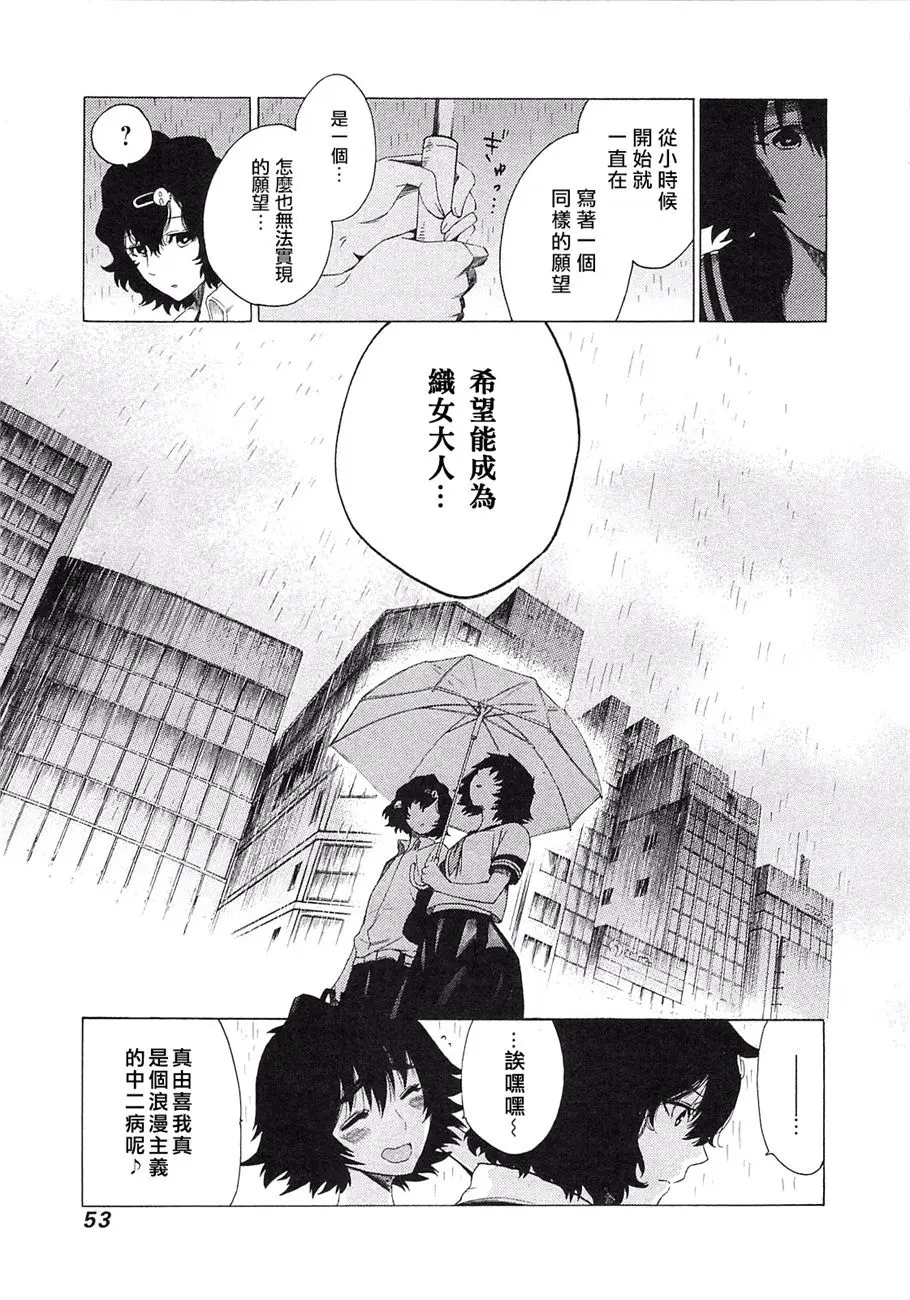 從小時候
開始就
一直在
寫著一個
同樣的願望
ぎゅっ
是一個…
怎麼也無法實現
的願望…
?
希望能成為
織女大人…
———…
…誒嘿嘿～
真由喜我真
是個浪漫主義
的中二病呢♪
53